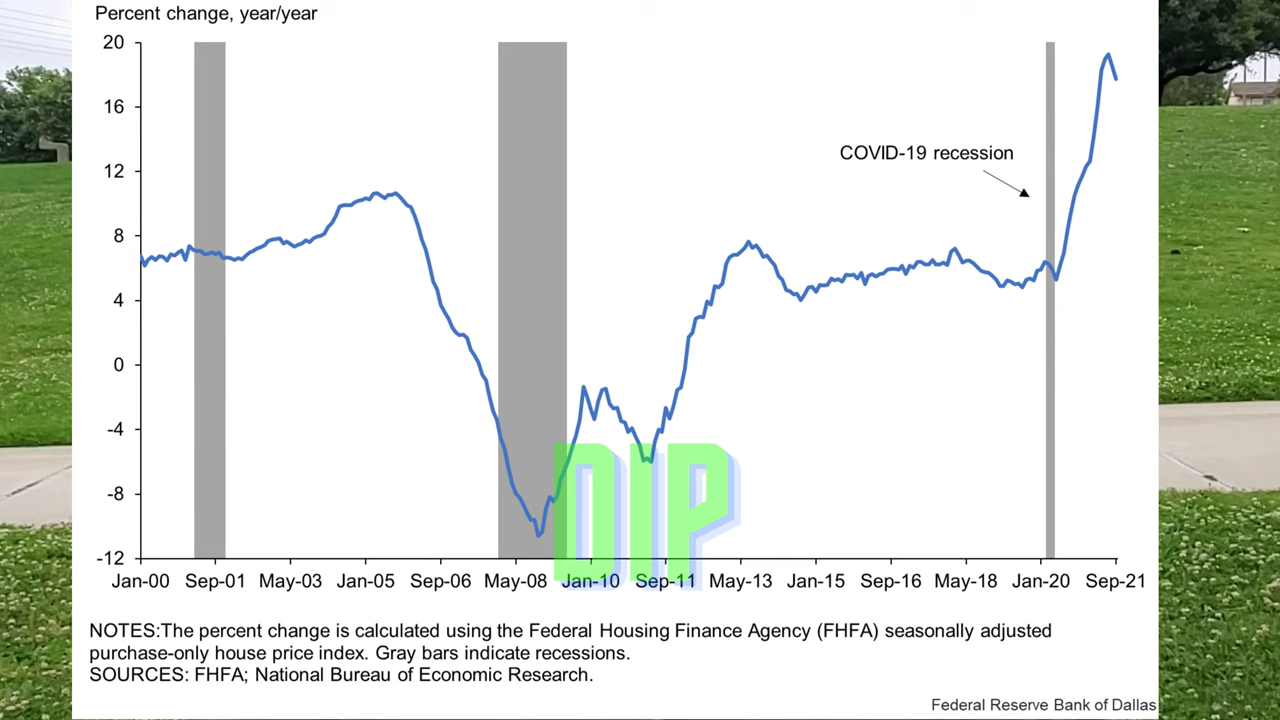 Percent change, year/year
20
16
12
8
4
0
-4
-8
-12
COVID-19 recession
DIP
Jan-00 Sep-01 May-03 Jan-05 Sep-06 May-08 Jan-10 Sep-11 May-13 Jan-15 Sep-16 May-18 Jan-20 Sep-21
NOTES:The percent change is calculated using the Federal Housing Finance Agency (FHFA) seasonally adjusted
purchase-only house price index. Gray bars indicate recessions.
SOURCES: FHFA; National Bureau of Economic Research.
Federal Reserve Bank of Dallas